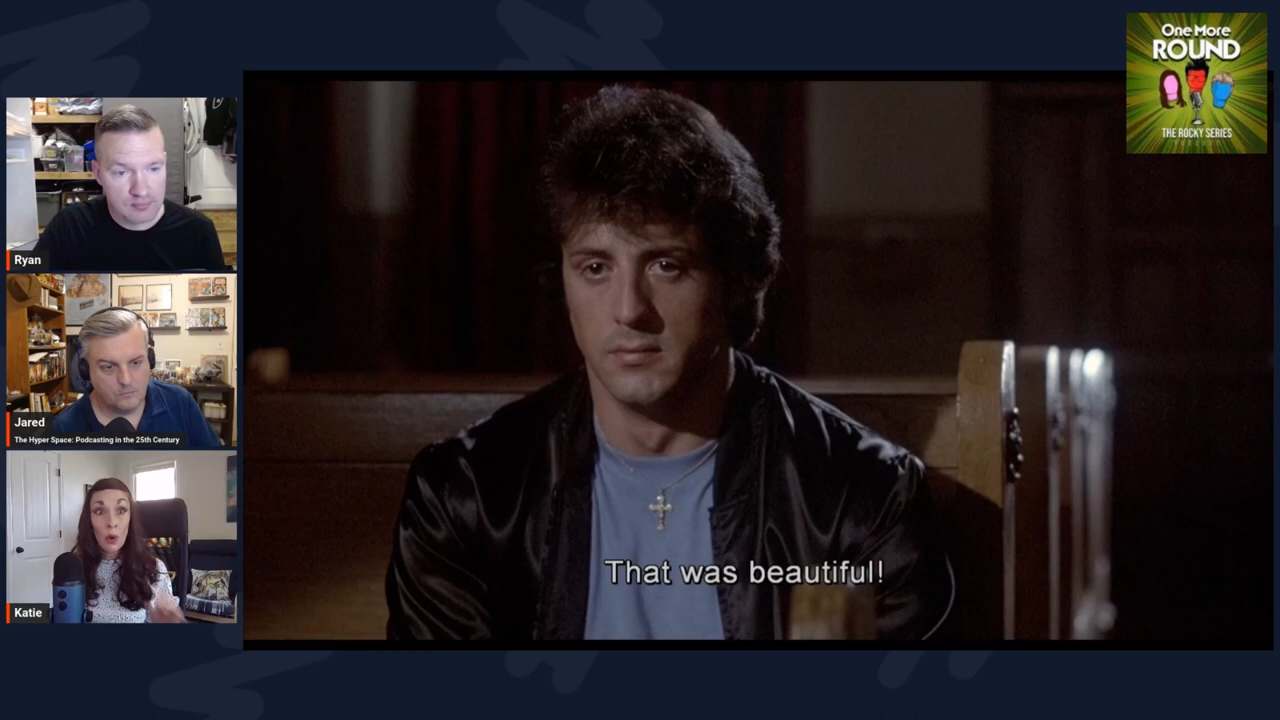 One More
ROUND
THE ROCKY SERIES
PODCAST
Ryan
Jared
The Hyper Space: Podcasting in the 25th Century
Katie
That was beautiful!